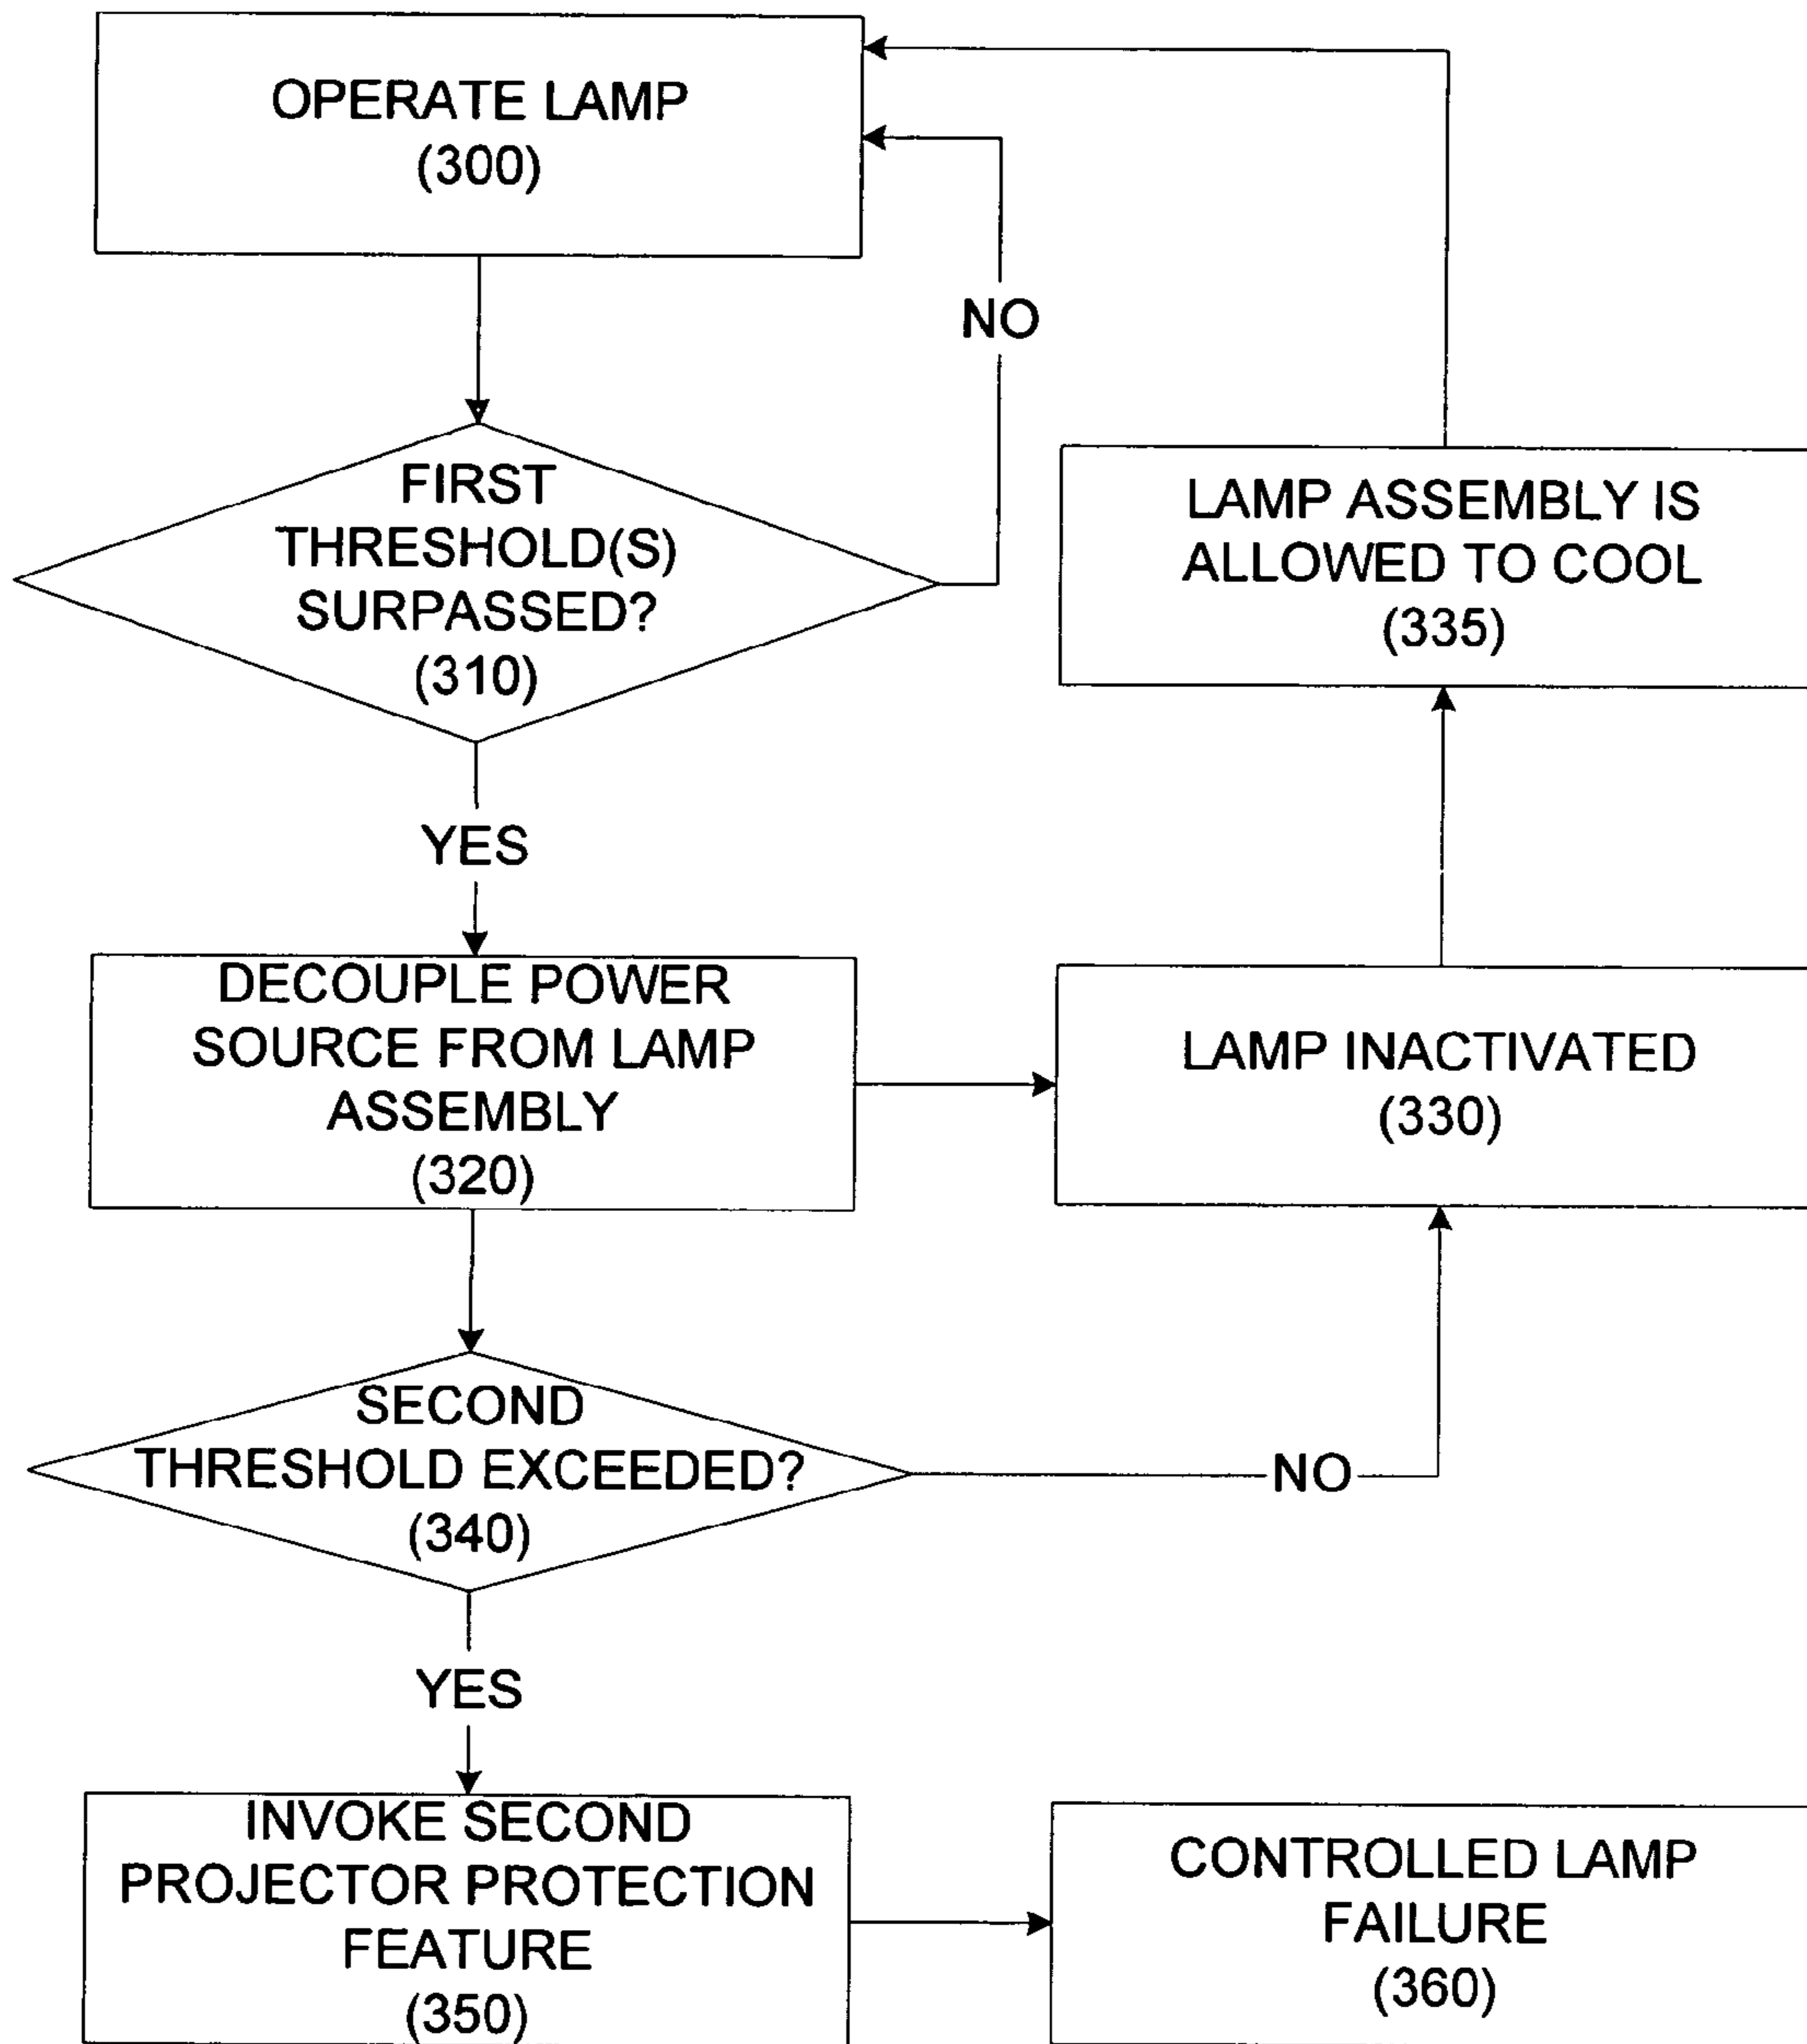 OPERATE LAMP
(300)
NO
FIRST
THRESHOLD(S)
SURPASSED?
(310)
LAMP ASSEMBLY IS
ALLOWED TO COOL
(335)
YES
DECOUPLE POWER
SOURCE FROM LAMP
ASSEMBLY
(320)
LAMP INACTIVATED
(330)
SECOND
THRESHOLD EXCEEDED?
(340)
NO
YES
INVOKE SECOND
PROJECTOR PROTECTION
FEATURE
(350)
CONTROLLED LAMP
FAILURE
(360)